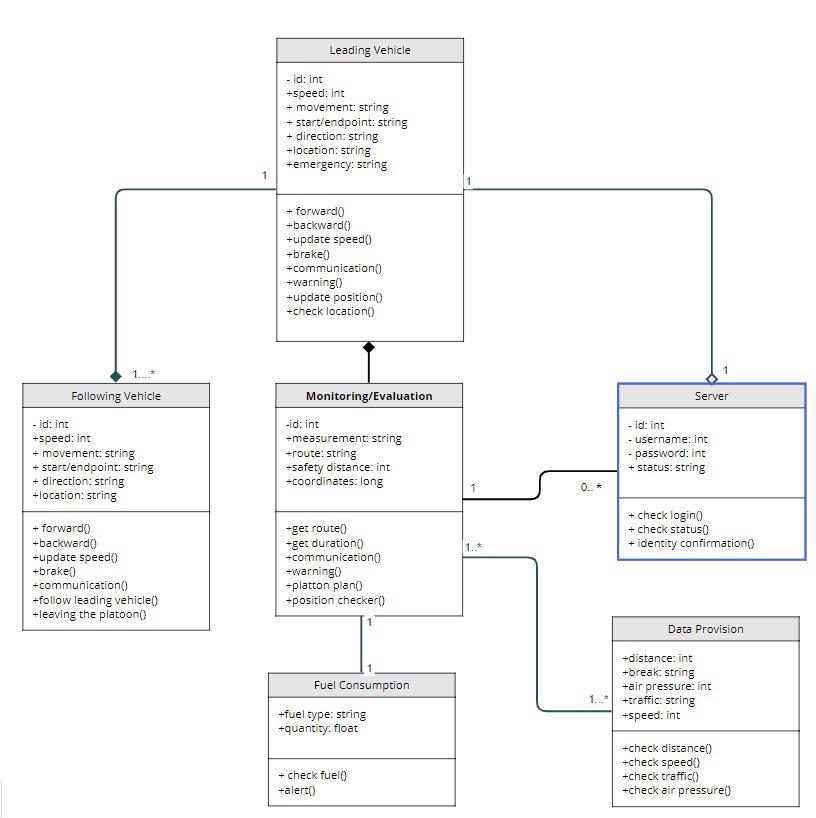 Leading Vehicle
- id: int
+speed: int
+ movement: string
+ start/endpoint: string
+ direction: string
+location: string
+emergency: string
1
1
+ forward()
+backward()
+update speed()
+brake()
+communication()
+warning()
+update position()
+check location()
1....*
1
Following Vehicle
- id: int
+speed: int
+ movement: string
+ start/endpoint: string
+ direction: string
+location: string
+ forward()
+backward()
+update speed()
+brake()
+communication()
+follow leading vehicle()
+leaving the platoon()
Monitoring/Evaluation
-id: int
+measurement: string
+route: string
+safety distance: int
+coordinates: long
+get route()
+get duration()
+communication()
+warning()
+platton plan()
+position checker()
Server
- id: int
- username: int
- password: int
+ status: string
+ check login()
+ check status()
+ identity confirmation()
1
0.. *
1..*
1...*
1
1
Fuel Consumption
+fuel type: string
+quantity: float
+ check fuel()
+alert()
Data Provision
+distance: int
+break: string
+air pressure: int
+traffic: string
+speed: int
+check distance()
+check speed()
+check traffic()
+check air pressure()